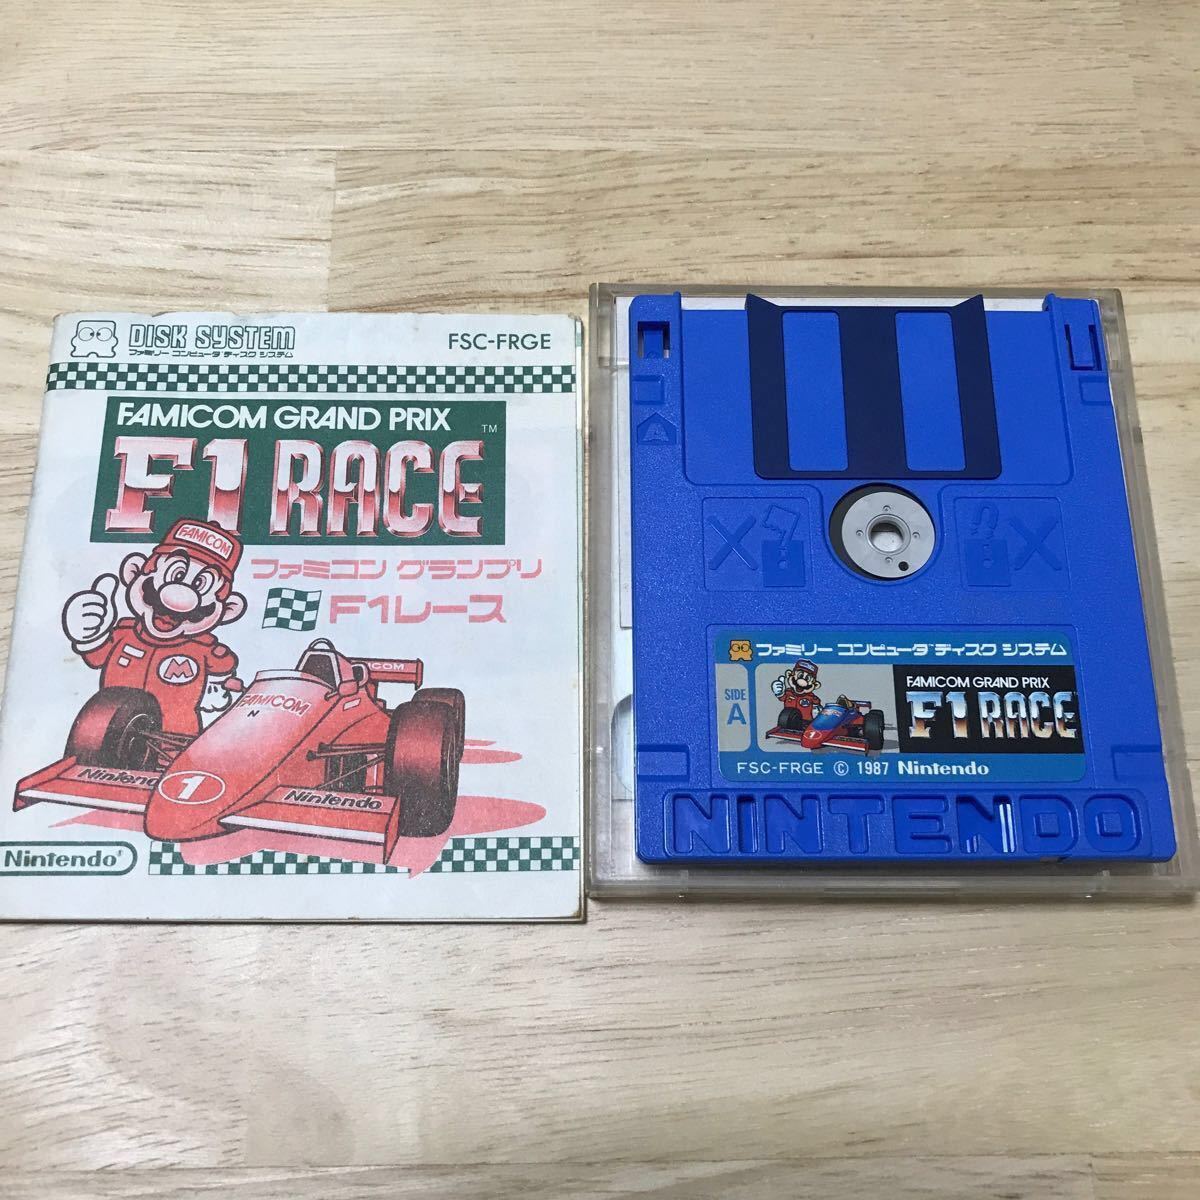 DISK SYSTEM
ファミリー コンピュータ ディスク システム
FSC-FRGE
FAMICOM GRAND PRIX
F1 RACE™
FAMICOM
ファミコン グランプリ
F1レース
M
FAMICOM
FAMICOM
N
1
Nintendo
Nintendo
Nintendo
A
X
X
ファミリー コンピュータ ディスク システム
SIDE
A
FAMICOM GRAND PRIX
F1 RACE
1
FSC-FRGE © 1987 Nintendo
NINTENDO